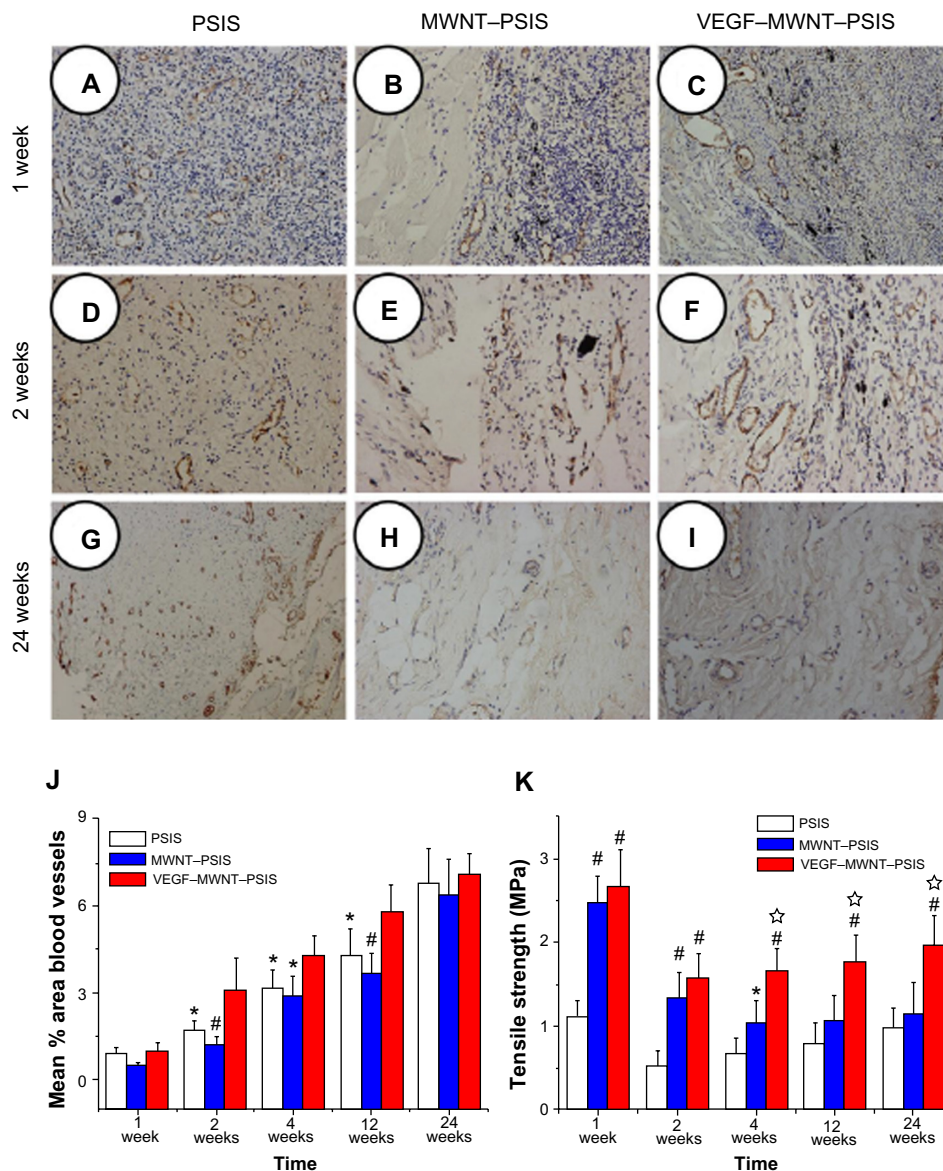 PSIS MWNT–PSIS VEGF–MWNT–PSIS
1 week
A B C
2 weeks
D E F
24 weeks
G H I
J
Mean % area blood vessels
9
6
3
0
PSIS
MWNT–PSIS
VEGF–MWNT–PSIS
* # * * * #
1 week
2 weeks
4 weeks
12 weeks
24 weeks
Time
K
Tensile strength (MPa)
3
2
1
0
PSIS
MWNT–PSIS
VEGF–MWNT–PSIS
# # # # * ☆ # ☆ # ☆ #
1 week
2 weeks
4 weeks
12 weeks
24 weeks
Time